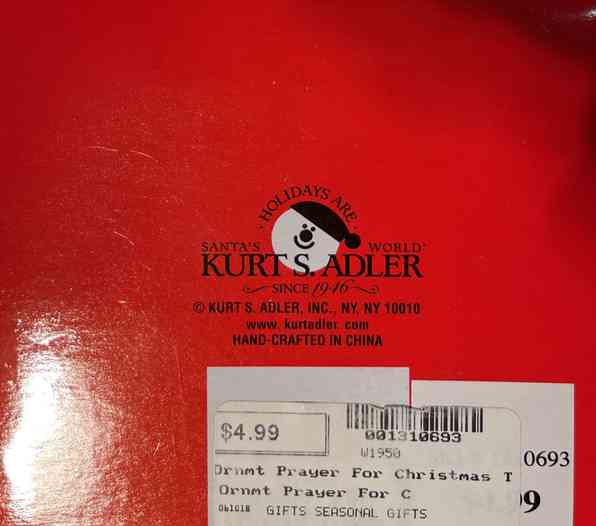 · HOLIDAYS ARE ·
SANTA'S WORLD
KURT S. ADLER
SINCE 1946
© KURT S. ADLER, INC., NY, NY 10010
www. kurtadler. com
HAND-CRAFTED IN CHINA
$4.99
001310693
W1950
0693
Ornmt Prayer For Christmas T
Ornmt Prayer For C
9
061018 GIFTS SEASONAL GIFTS